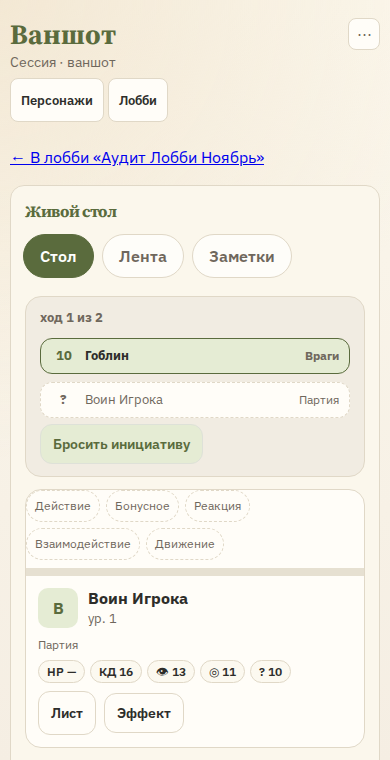 Ваншот
...
Сессия · ваншот
Персонажи Лобби
← В лобби «Аудит Лобби Ноябрь»
Живой стол
Стол Лента Заметки
ход 1 из 2
10 Гоблин Враги
? Воин Игрока Партия
Бросить инициативу
Действие Бонусное Реакция
Взаимодействие Движение
В Воин Игрока
ур. 1
Партия
HP — КД 16 👁 13 ◎ 11 ? 10
Лист Эффект